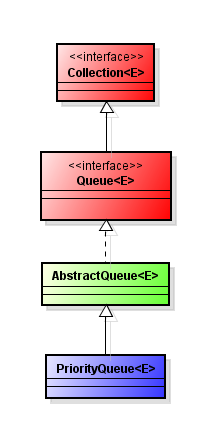 <<interface>>
Collection<E>
<<interface>>
Queue<E>
AbstractQueue<E>
PriorityQueue<E>